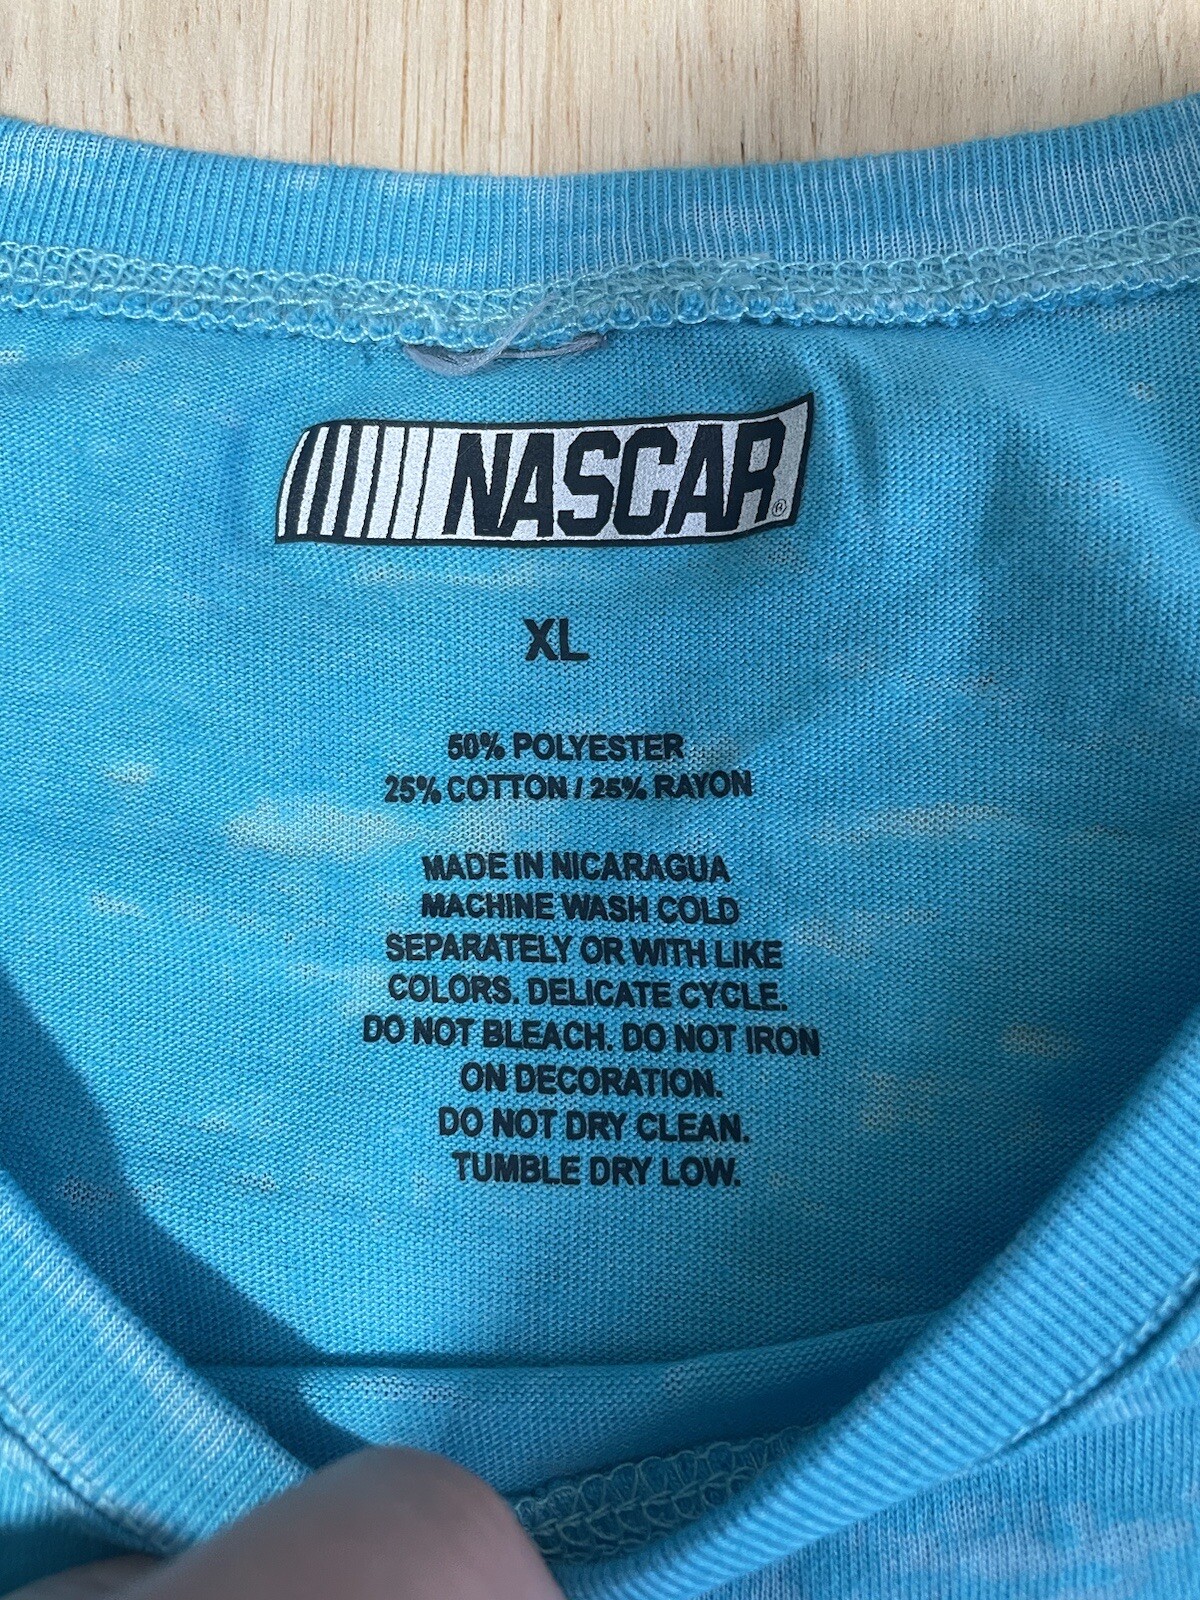 NASCAR®
XL
50% POLYESTER
25% COTTON / 25% RAYON
MADE IN NICARAGUA
MACHINE WASH COLD
SEPARATELY OR WITH LIKE
COLORS. DELICATE CYCLE.
DO NOT BLEACH. DO NOT IRON
ON DECORATION.
DO NOT DRY CLEAN.
TUMBLE DRY LOW.